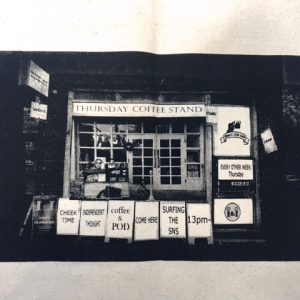 THURSDAY COFFEE STAND
EVERY OTHER WEEK
Thursday
CHEEK
TIME
INDEPENDENT
THOUGHT
coffee
&
POD
COME HERE
SURFING
THE
SNS
13pm-